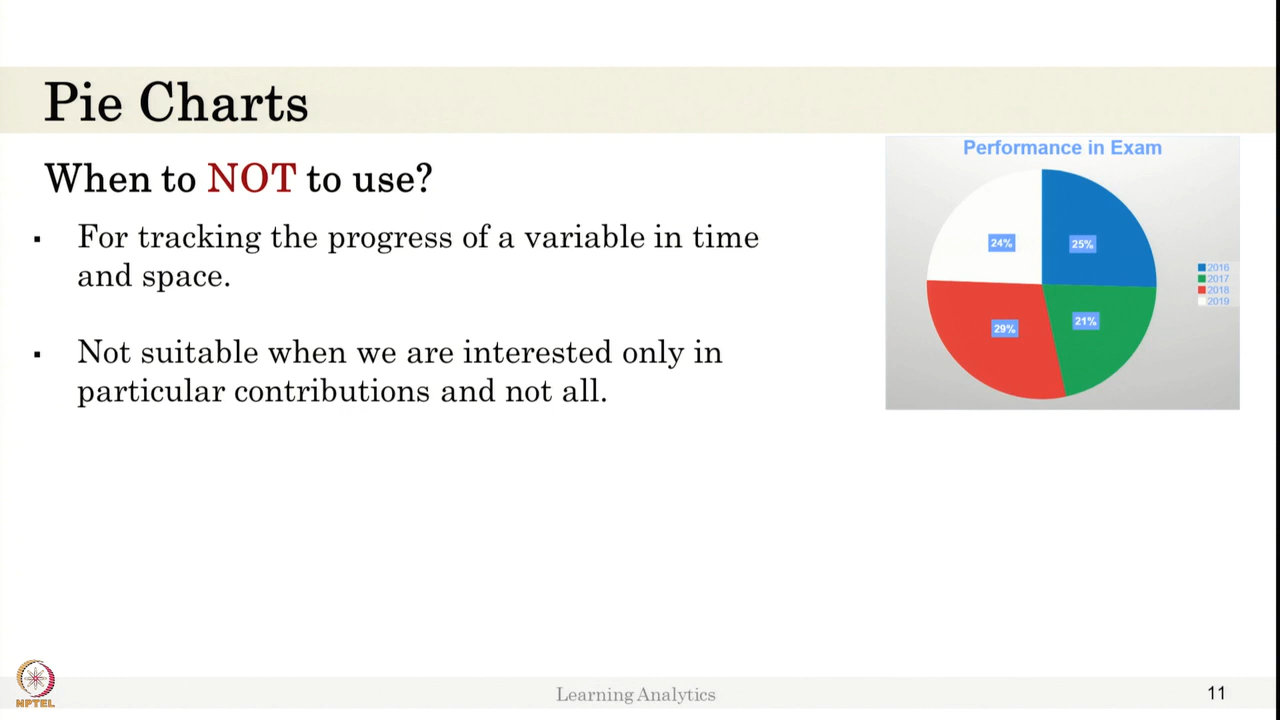 Pie Charts
When to NOT to use?
▪ For tracking the progress of a variable in time
and space.
▪ Not suitable when we are interested only in
particular contributions and not all.
Performance in Exam
24%
25%
29%
21%
2016
2017
2018
2019
NPTEL
Learning Analytics
11